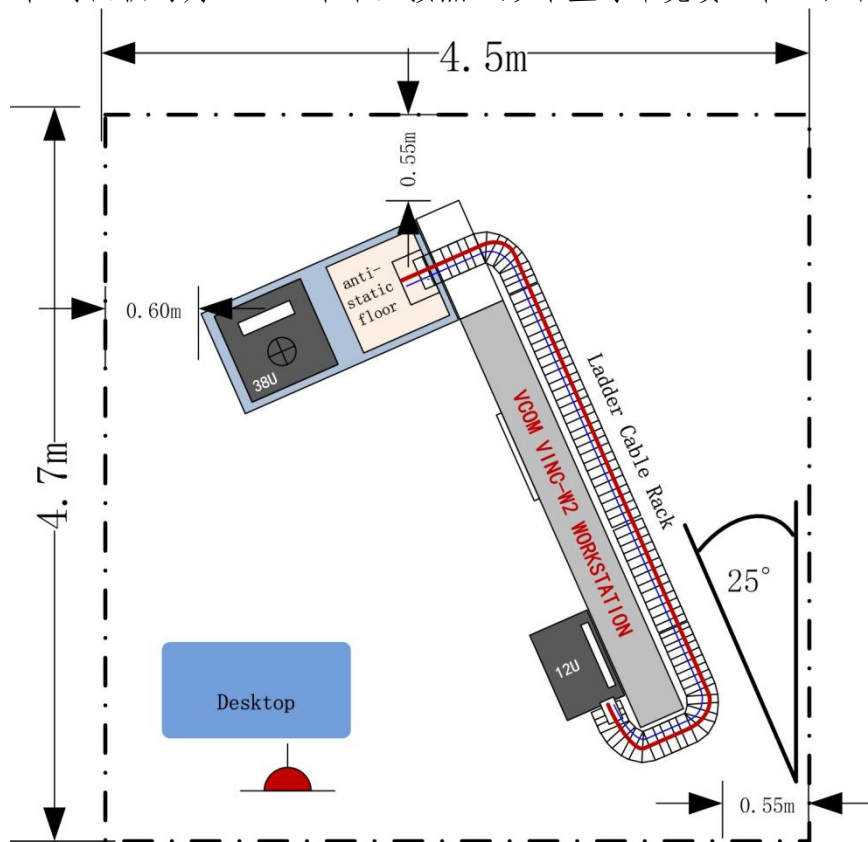 4.5m
0.55m
anti-
static
floor
0.60m
38U
Ladder Cable Rack
VCOM VINC-W2 WORKSTATION
4.7m
25°
12U
Desktop
0.55m